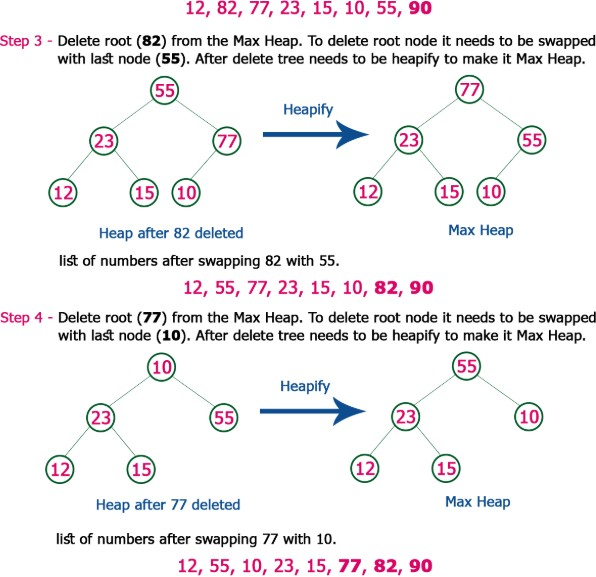 12, 82, 77, 23, 15, 10, 55, 90
Step 3 - Delete root (82) from the Max Heap. To delete root node it needs to be swapped
with last node (55). After delete tree needs to be heapify to make it Max Heap.
55
77
Heapify
23
77
23
55
12
15
10
12
15
10
Heap after 82 deleted
Max Heap
list of numbers after swapping 82 with 55.
12, 55, 77, 23, 15, 10, 82, 90
Step 4 - Delete root (77) from the Max Heap. To delete root node it needs to be swapped
with last node (10). After delete tree needs to be heapify to make it Max Heap.
10
55
Heapify
23
55
23
10
12
15
12
15
Heap after 77 deleted
Max Heap
list of numbers after swapping 77 with 10.
12, 55, 10, 23, 15, 77, 82, 90